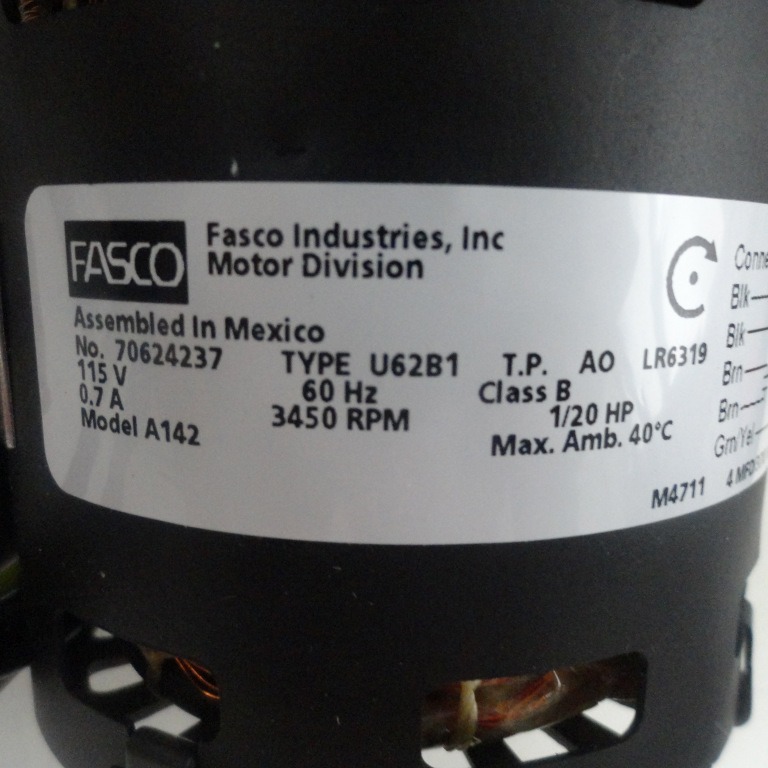 FASCO
Fasco Industries, Inc
Motor Division
Assembled In Mexico
No. 70624237 TYPE U62B1 T.P. AO LR6319
115 V 60 Hz Class B
0.7 A 3450 RPM 1/20 HP
Model A142 Max. Amb. 40°C
M4711
Blk
Blk
Brn
Brn
Grn/Yel
4 MFD